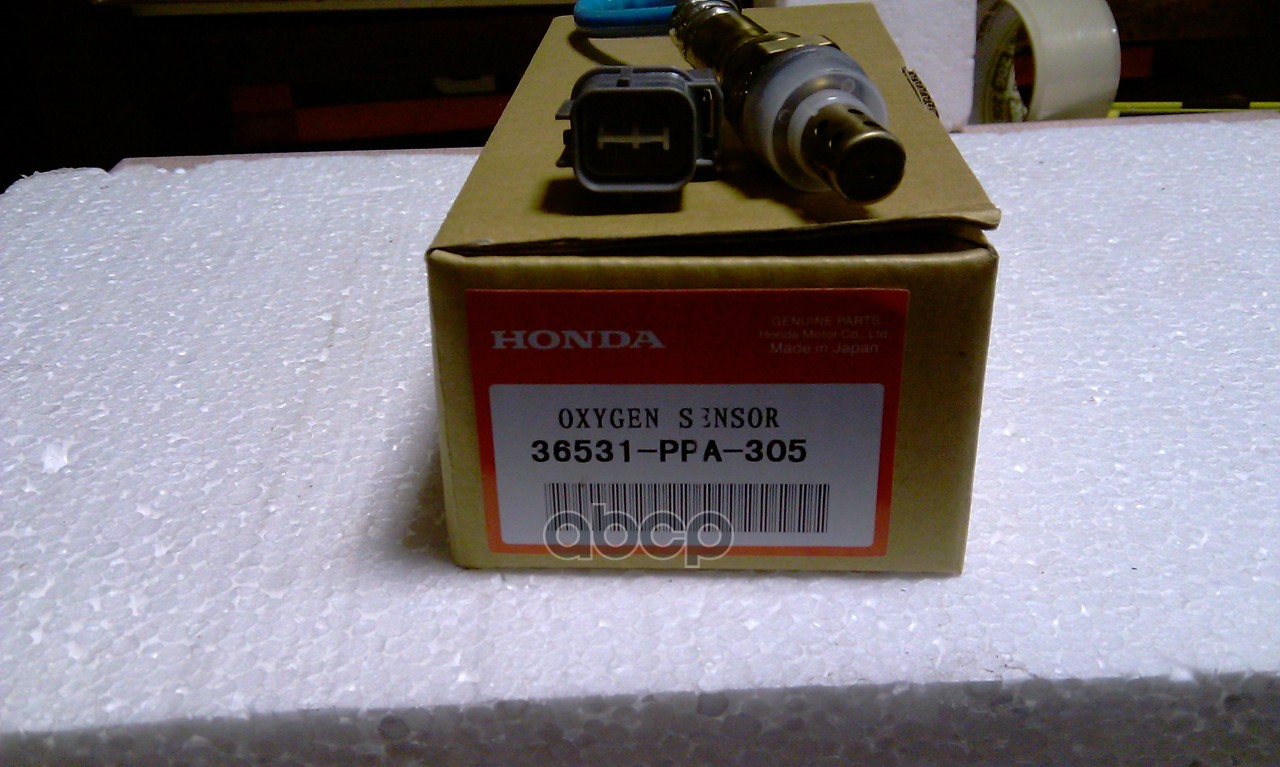 HONDA
GENUINE PARTS
Honda Motor Co., Ltd.
Made in Japan
OXYGEN SENSOR
36531-PPA-305
abcp